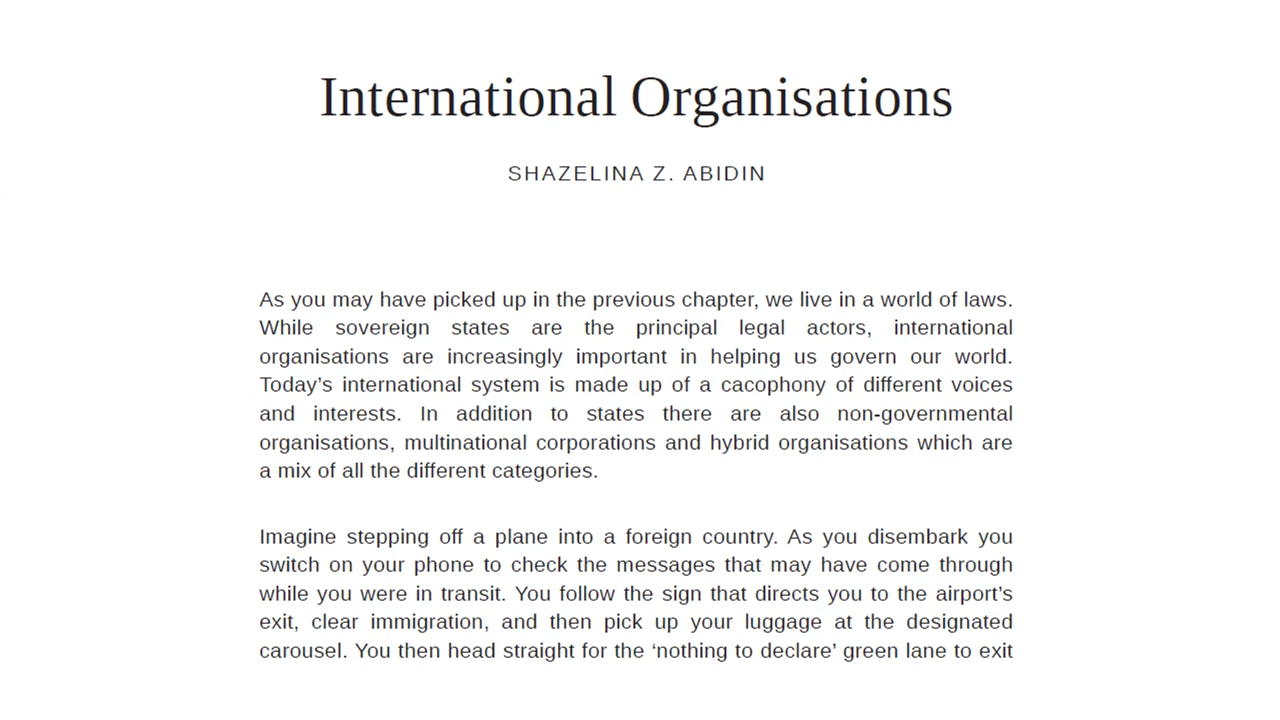 International Organisations
SHAZELINA Z. ABIDIN
As you may have picked up in the previous chapter, we live in a world of laws.
While sovereign states are the principal legal actors, international
organisations are increasingly important in helping us govern our world.
Today’s international system is made up of a cacophony of different voices
and interests. In addition to states there are also non-governmental
organisations, multinational corporations and hybrid organisations which are
a mix of all the different categories.
Imagine stepping off a plane into a foreign country. As you disembark you
switch on your phone to check the messages that may have come through
while you were in transit. You follow the sign that directs you to the airport’s
exit, clear immigration, and then pick up your luggage at the designated
carousel. You then head straight for the ‘nothing to declare’ green lane to exit